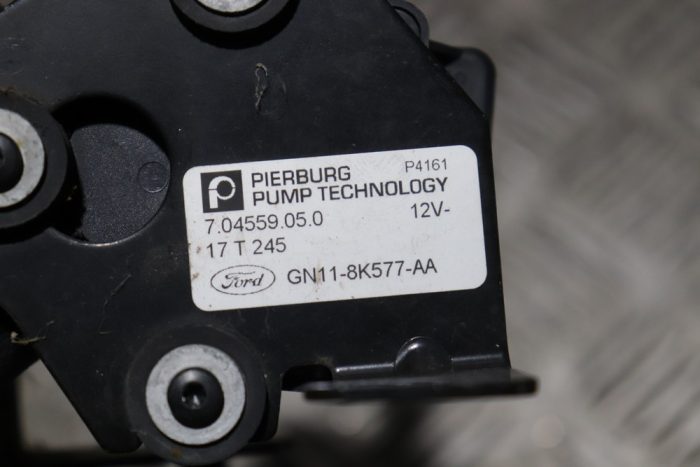 PIERBURG P4161
PUMP TECHNOLOGY
7.04559.05.0 12V-
17 T 245
Ford GN11-8K577-AA